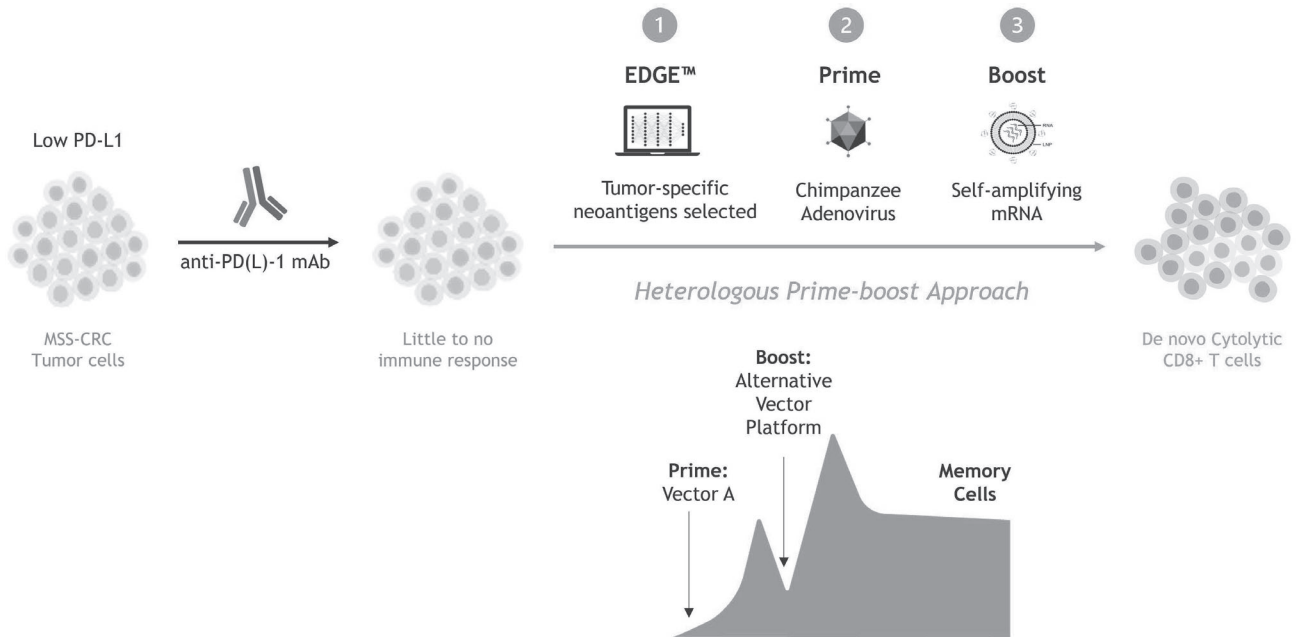 1
2
3
EDGE™
Prime
Boost
Low PD-L1
RNA
LNP
Tumor-specific
neoantigens selected
Chimpanzee
Adenovirus
Self-amplifying
mRNA
anti-PD(L)-1 mAb
Heterologous Prime-boost Approach
MSS-CRC
Tumor cells
Little to no
immune response
De novo Cytolytic
CD8+ T cells
Boost:
Alternative
Vector
Platform
Prime:
Vector A
Memory
Cells